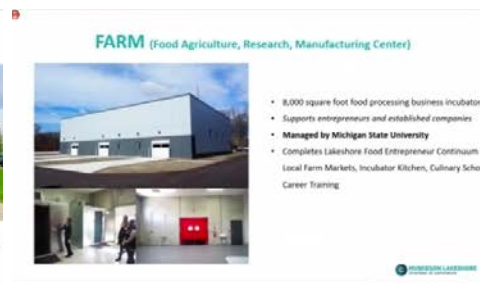 FARM (Food Agriculture, Research, Manufacturing Center)
8,000 square foot food processing business incubator
Supports entrepreneurs and established companies
Managed by Michigan State University
Completes Lakeshore Food Entrepreneur Continuum
Local Farm Markets, Incubator Kitchen, Culinary Scho
Career Training
MUSKEGON LAKESHORE